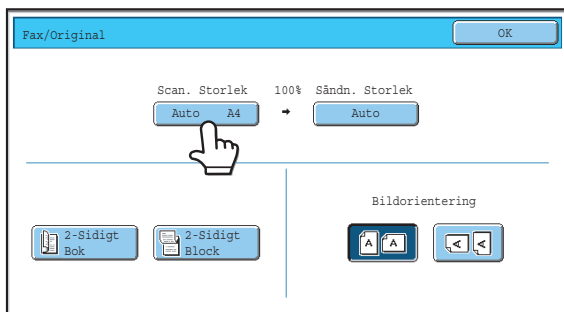 Fax/Original OK
Scan. Storlek 100% Sändn. Storlek
Auto A4 → Auto
Bildorientering
2-Sidigt Bok
2-Sidigt Block
A A A A